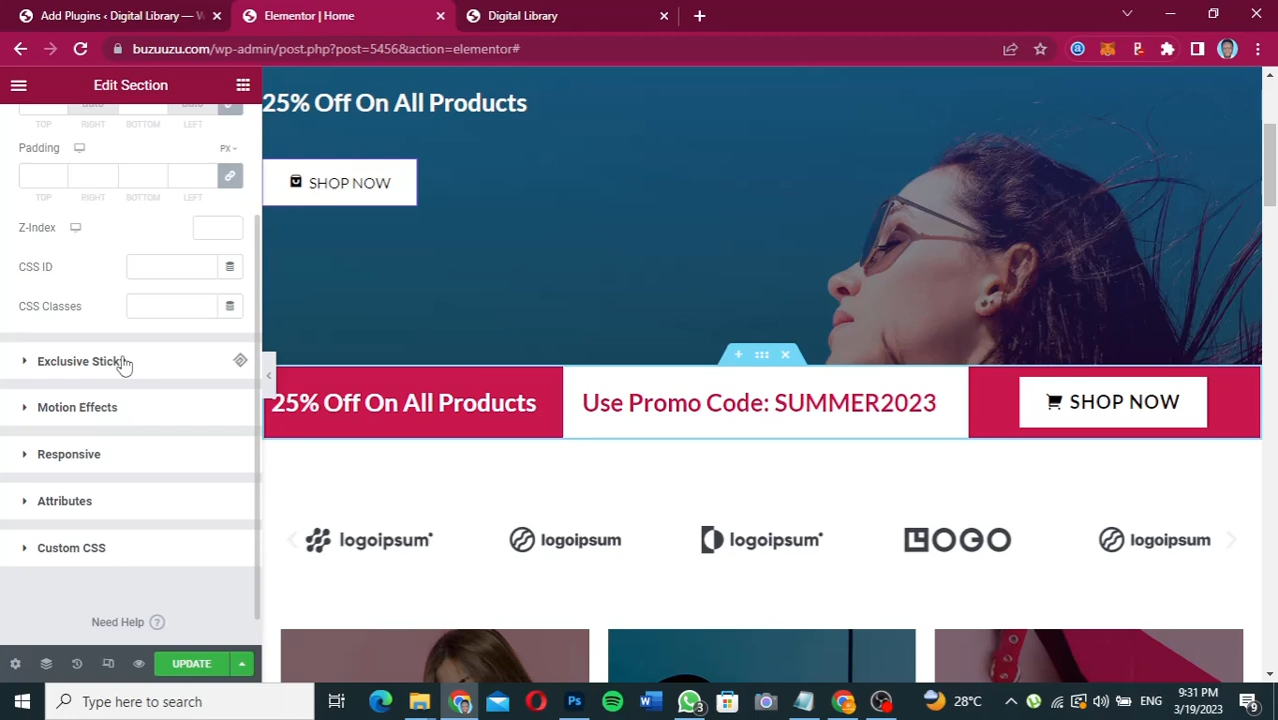 Add Plugins ‹ Digital Library — W
Elementor | Home
Digital Library
buzuuzu.com/wp-admin/post.php?post=5456&action=elementor#
Edit Section
TOP RIGHT BOTTOM LEFT
Padding PX
TOP RIGHT BOTTOM LEFT
Z-Index
CSS ID
CSS Classes
Exclusive Sticky
Motion Effects
Responsive
Attributes
Custom CSS
Need Help ?
UPDATE
25% Off On All Products
SHOP NOW
25% Off On All Products
Use Promo Code: SUMMER2023
SHOP NOW
logoipsum
logoipsum
logoipsum
LOGO
logoipsum
Type here to search
3
28°C
ENG
9:31 PM
3/19/2023
9